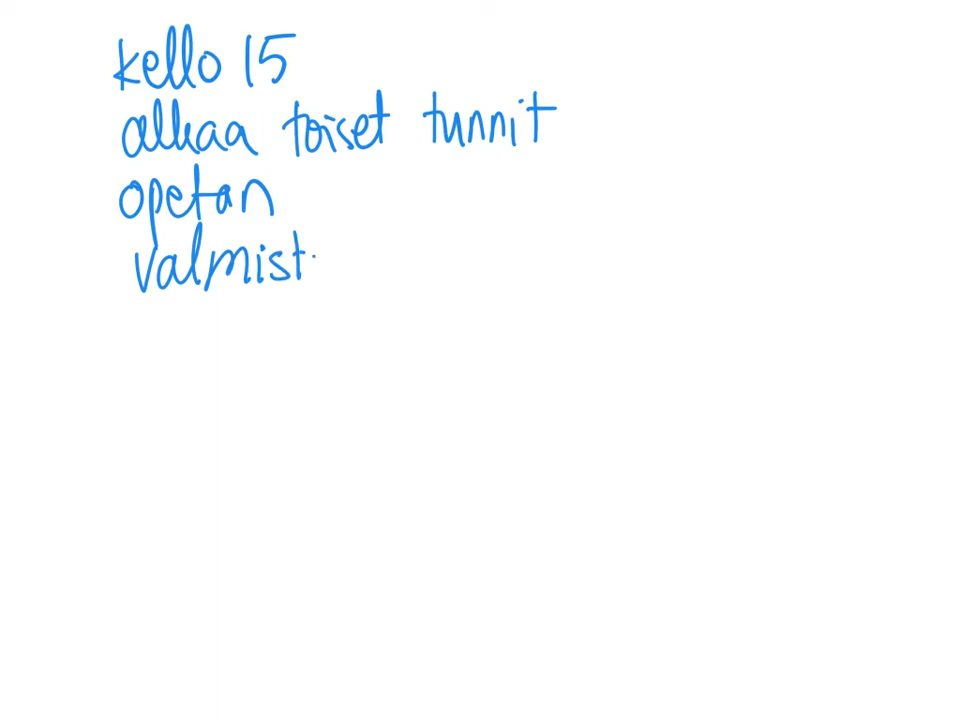 kello 15
alkaa toiset tunnit
opetan
valmist